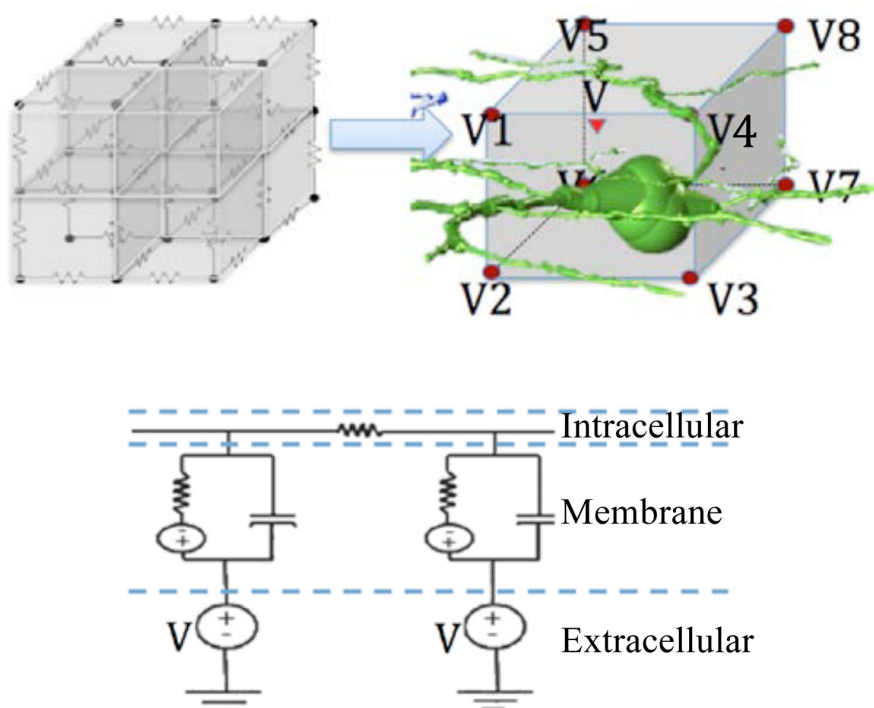 V5
V8
V
V1
V4
V7
V2
V3
Intracellular
Membrane
V
V
Extracellular